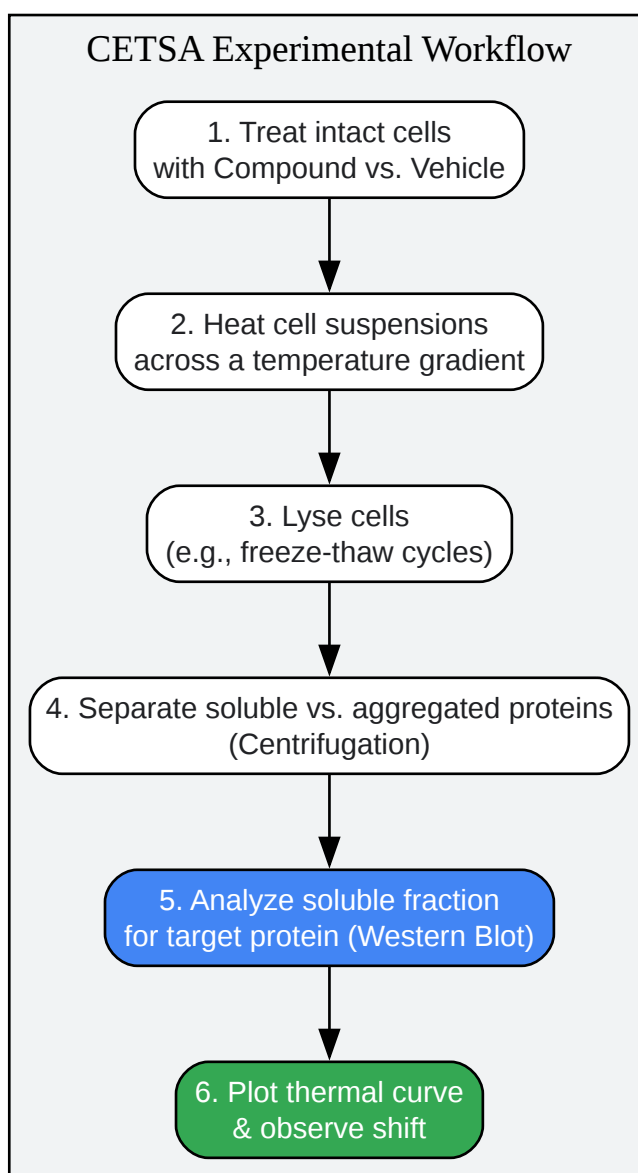 CETSA Experimental Workflow
1. Treat intact cells
with Compound vs. Vehicle
2. Heat cell suspensions
across a temperature gradient
3. Lyse cells
(e.g., freeze-thaw cycles)
4. Separate soluble vs. aggregated proteins
(Centrifugation)
5. Analyze soluble fraction
for target protein (Western Blot)
6. Plot thermal curve
& observe shift